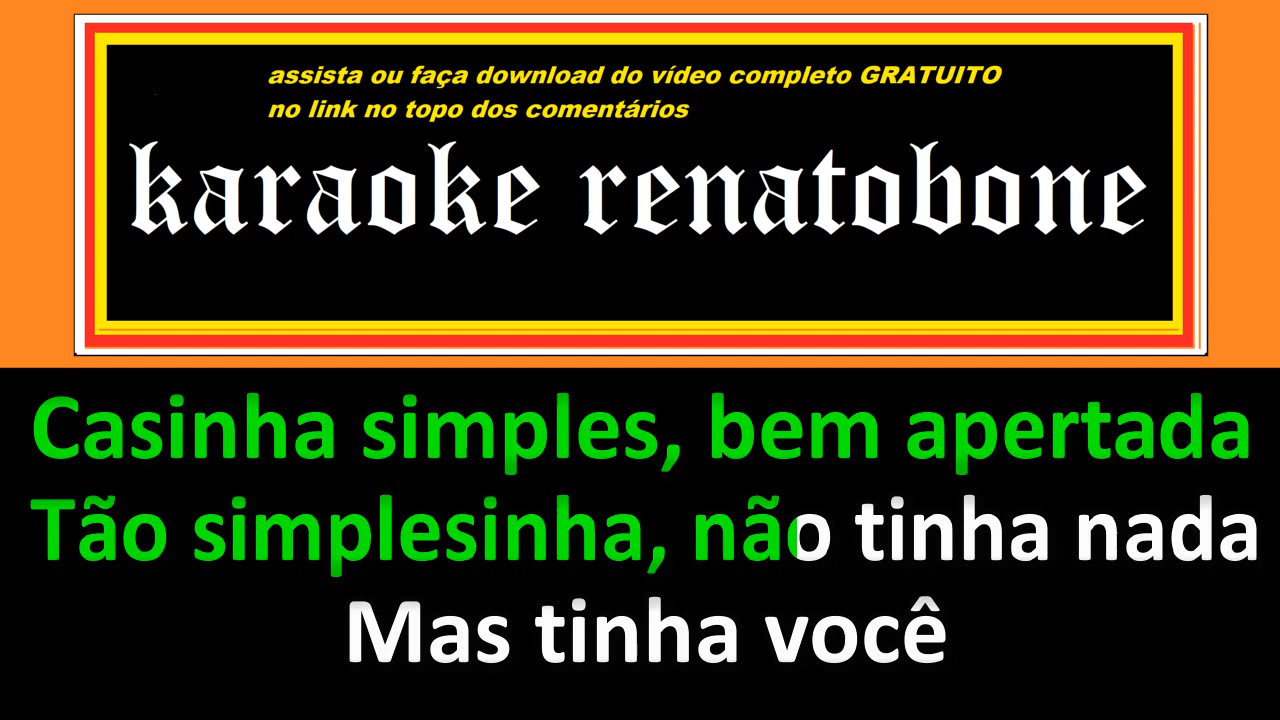 assista ou faça download do vídeo completo GRATUITO
no link no topo dos comentários
karaoke renatobone
Casinha simples, bem apertada
Tão simplesinha, não tinha nada
Mas tinha você